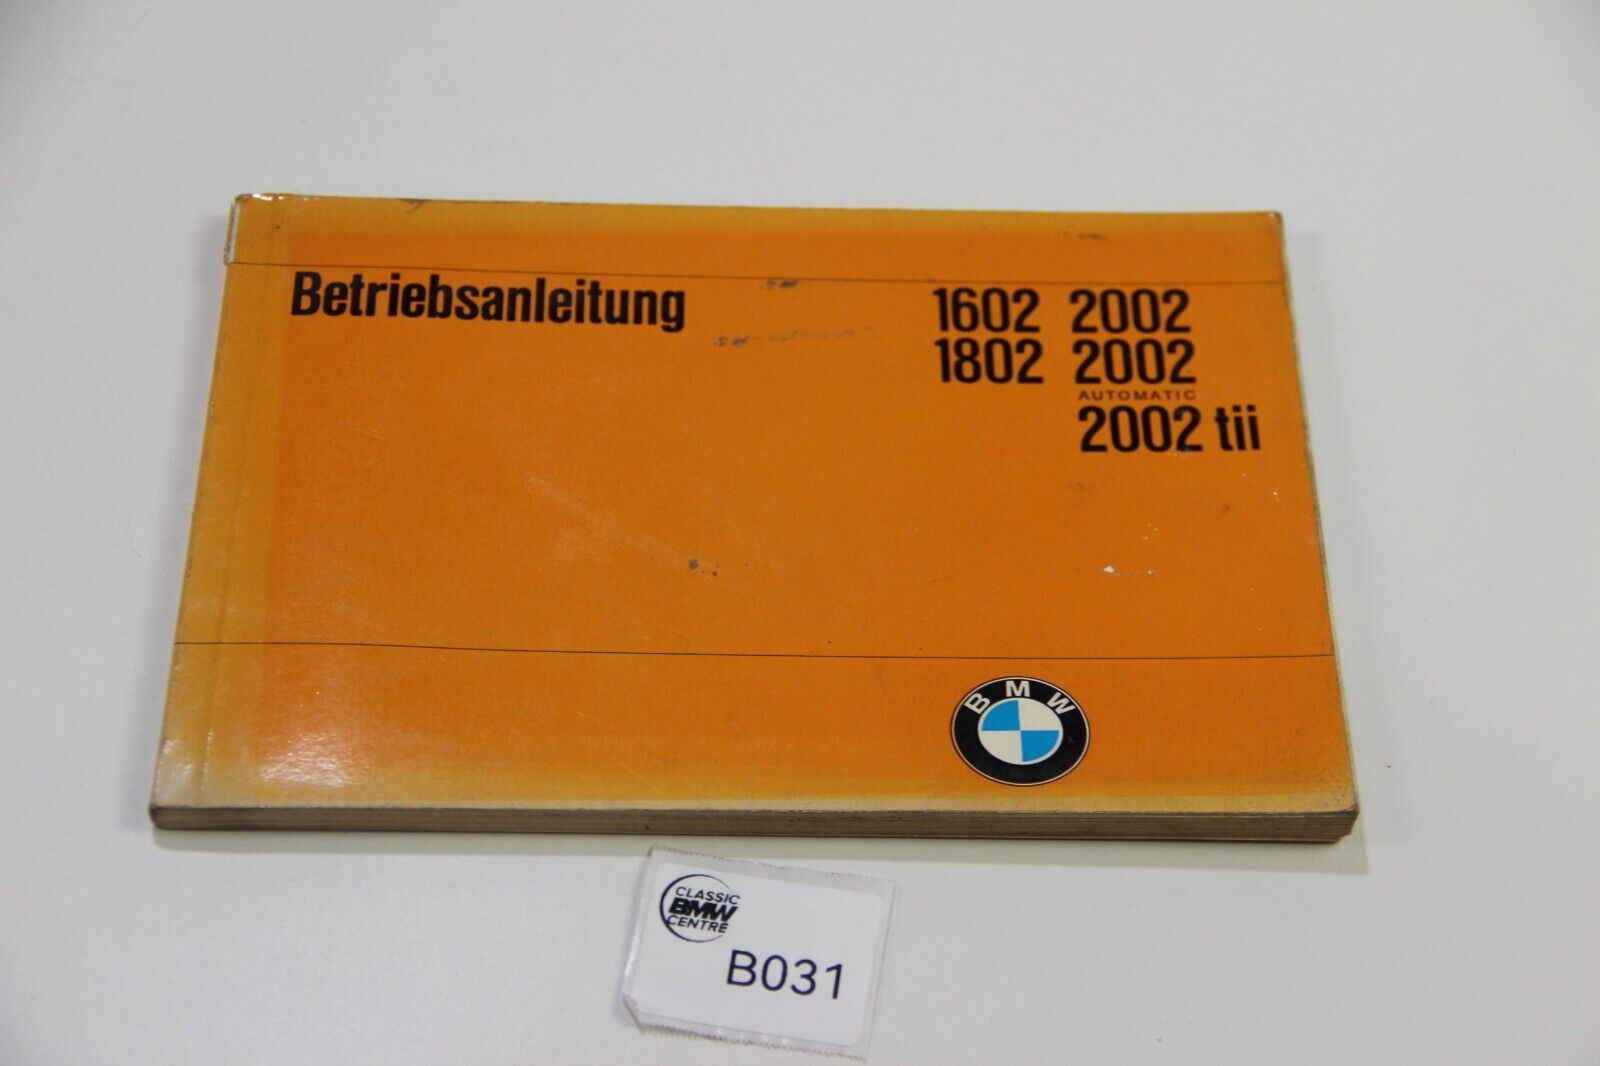 Betriebsanleitung
1602 2002
1802 2002
AUTOMATIC
2002 tii
BMW
CLASSIC
BMW
CENTRE
B031